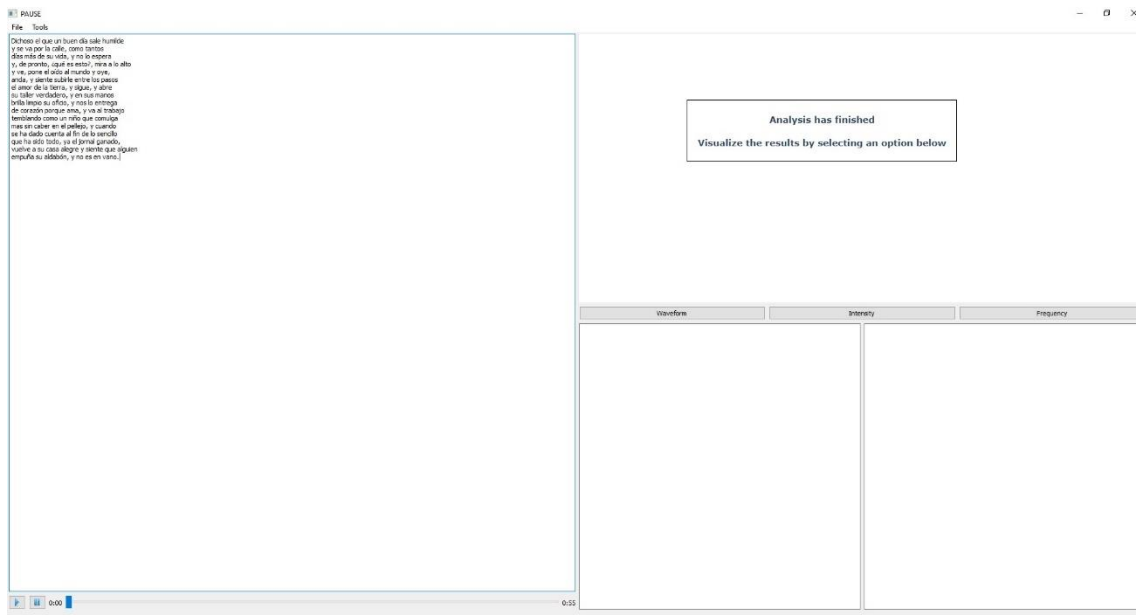 PAUSE
File Tools
Dichoso el que un buen día sale humilde
y se va por la calle, como tantos
días más de su vida, y no lo espera
y, de pronto, ¿qué es esto?, mira a lo alto
y ve, pone el oído al mundo y oye,
anda, y siente subirle entre los pasos
el amor de la tierra, y sigue, y abre
su taller verdadero, y en sus manos
brilla limpio su oficio, y nos lo entrega
de corazón porque ama, y va al trabajo
temblando como un niño que comulga
mas sin caber en el pellejo, y cuando
se ha dado cuenta al fin de lo sencillo
que ha sido todo, ya el jornal ganado,
vuelve a su casa alegre y siente que alguien
empuña su aldabón, y no es en vano.
0:00 0:55
Analysis has finished
Visualize the results by selecting an option below
Waveform Intensity Frequency